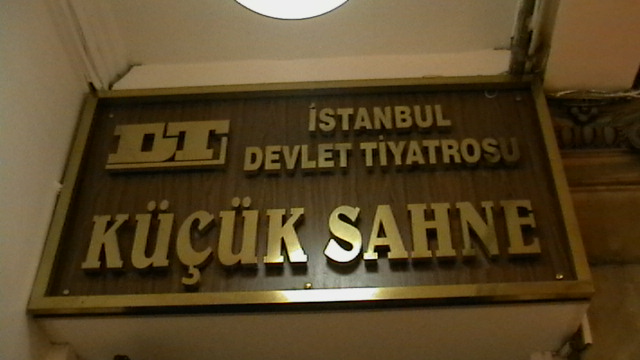 DT
İSTANBUL
DEVLET TİYATROSU
KÜÇÜK SAHNE